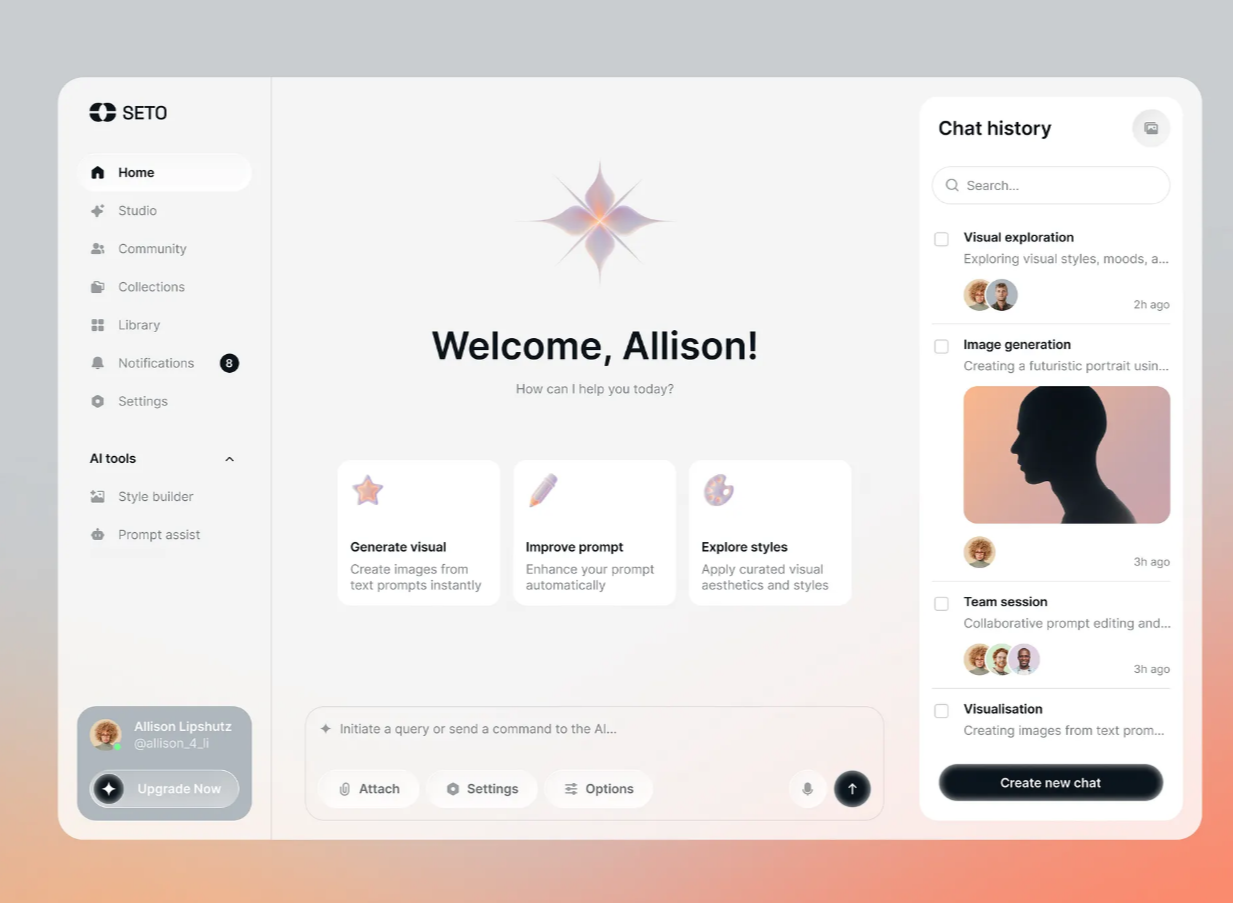 SETO
Home
Studio
Community
Collections
Library
Notifications 8
Settings
AI tools
Style builder
Prompt assist
Allison Lipshutz
@allison_4_li
Upgrade Now
Welcome, Allison!
How can I help you today?
Generate visual
Create images from
text prompts instantly
Improve prompt
Enhance your prompt
automatically
Explore styles
Apply curated visual
aesthetics and styles
Initiate a query or send a command to the AI...
Attach
Settings
Options
Chat history
Search...
Visual exploration
Exploring visual styles, moods, a...
2h ago
Image generation
Creating a futuristic portrait usin...
3h ago
Team session
Collaborative prompt editing and...
3h ago
Visualisation
Creating images from text prom...
Create new chat